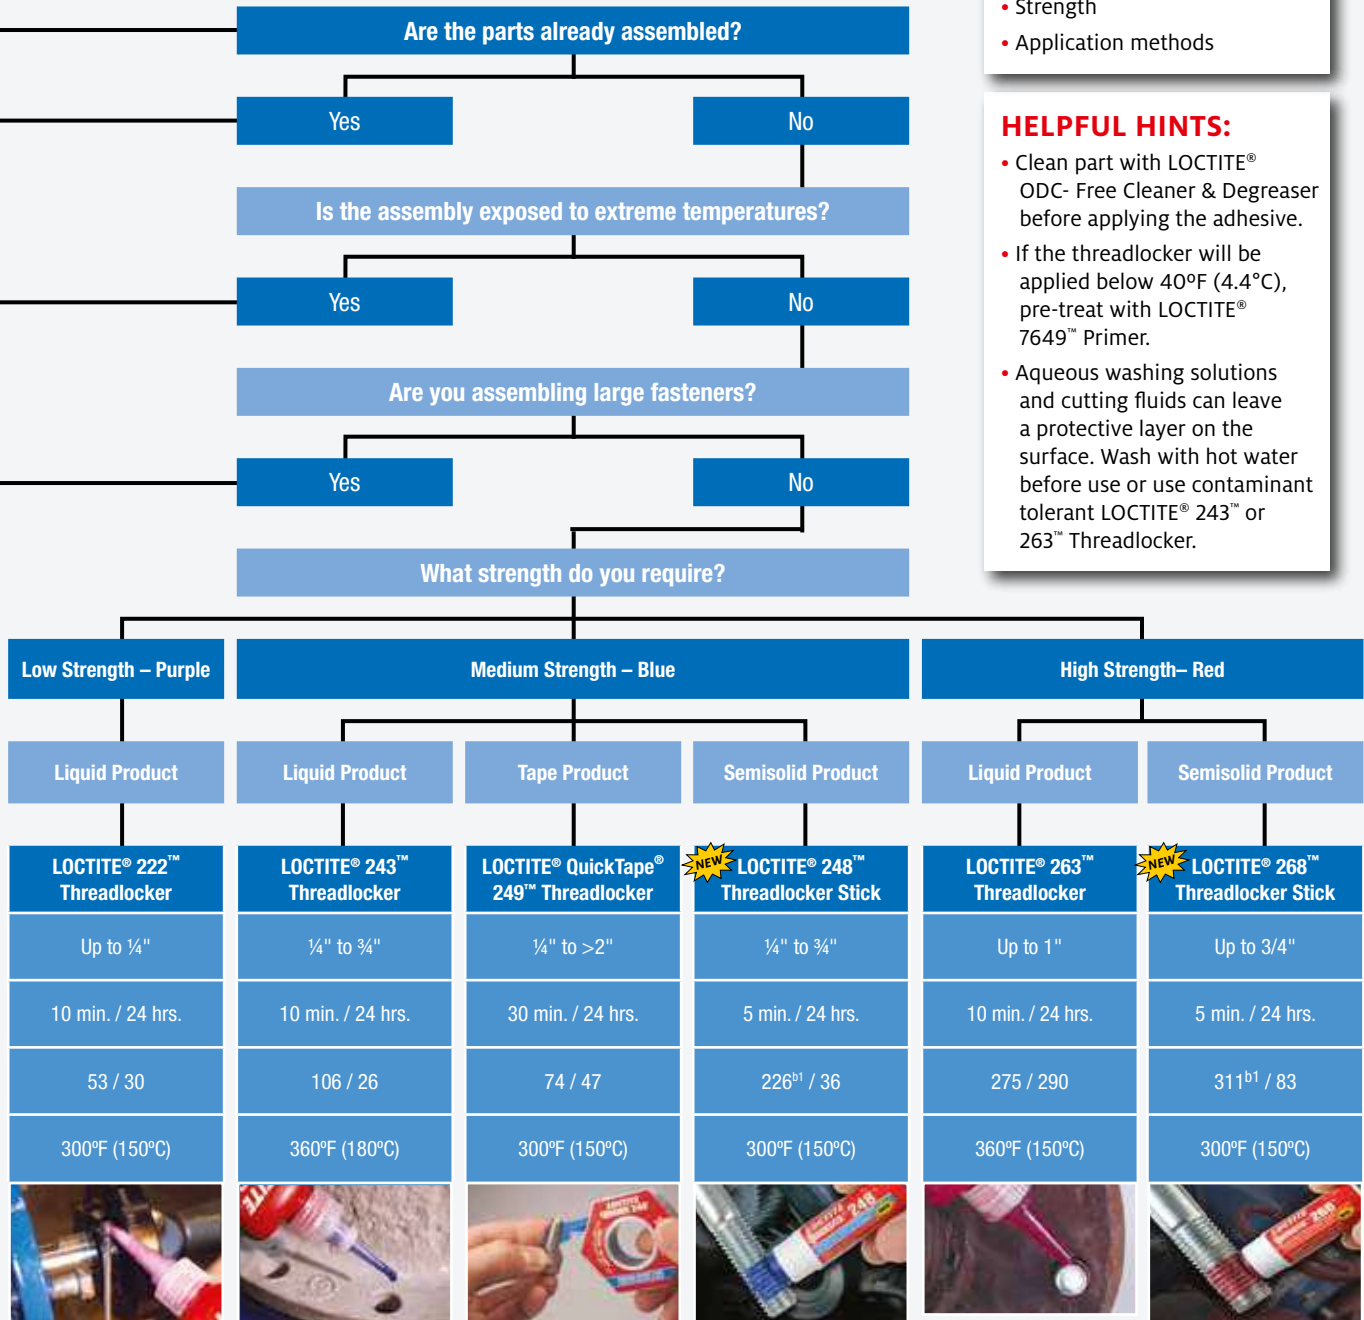 • Strength
• Application methods
HELPFUL HINTS:
• Clean part with LOCTITE®
ODC- Free Cleaner & Degreaser
before applying the adhesive.
• If the threadlocker will be
applied below 40ºF (4.4°C),
pre-treat with LOCTITE®
7649™ Primer.
• Aqueous washing solutions
and cutting fluids can leave
a protective layer on the
surface. Wash with hot water
before use or use contaminant
tolerant LOCTITE® 243™ or
263™ Threadlocker.
Are the parts already assembled?
Yes No
Is the assembly exposed to extreme temperatures?
Yes No
Are you assembling large fasteners?
Yes No
What strength do you require?
Low Strength – Purple Medium Strength – Blue High Strength– Red
Liquid Product Liquid Product Tape Product Semisolid Product Liquid Product Semisolid Product
LOCTITE® 222™ LOCTITE® 243™ LOCTITE® QuickTape® NEW LOCTITE® 248™ LOCTITE® 263™ NEW LOCTITE® 268™
Threadlocker Threadlocker 249™ Threadlocker Threadlocker Stick Threadlocker Threadlocker Stick
Up to ¼" ¼" to ¾" ¼" to >2" ¼" to ¾" Up to 1" Up to 3/4"
10 min. / 24 hrs. 10 min. / 24 hrs. 30 min. / 24 hrs. 5 min. / 24 hrs. 10 min. / 24 hrs. 5 min. / 24 hrs.
53 / 30 106 / 26 74 / 47 226b1 / 36 275 / 290 311b1 / 83
300ºF (150ºC) 360ºF (180ºC) 300ºF (150ºC) 300ºF (150ºC) 360ºF (150ºC) 300ºF (150ºC)
LOCTITE
248
LOCTITE
268